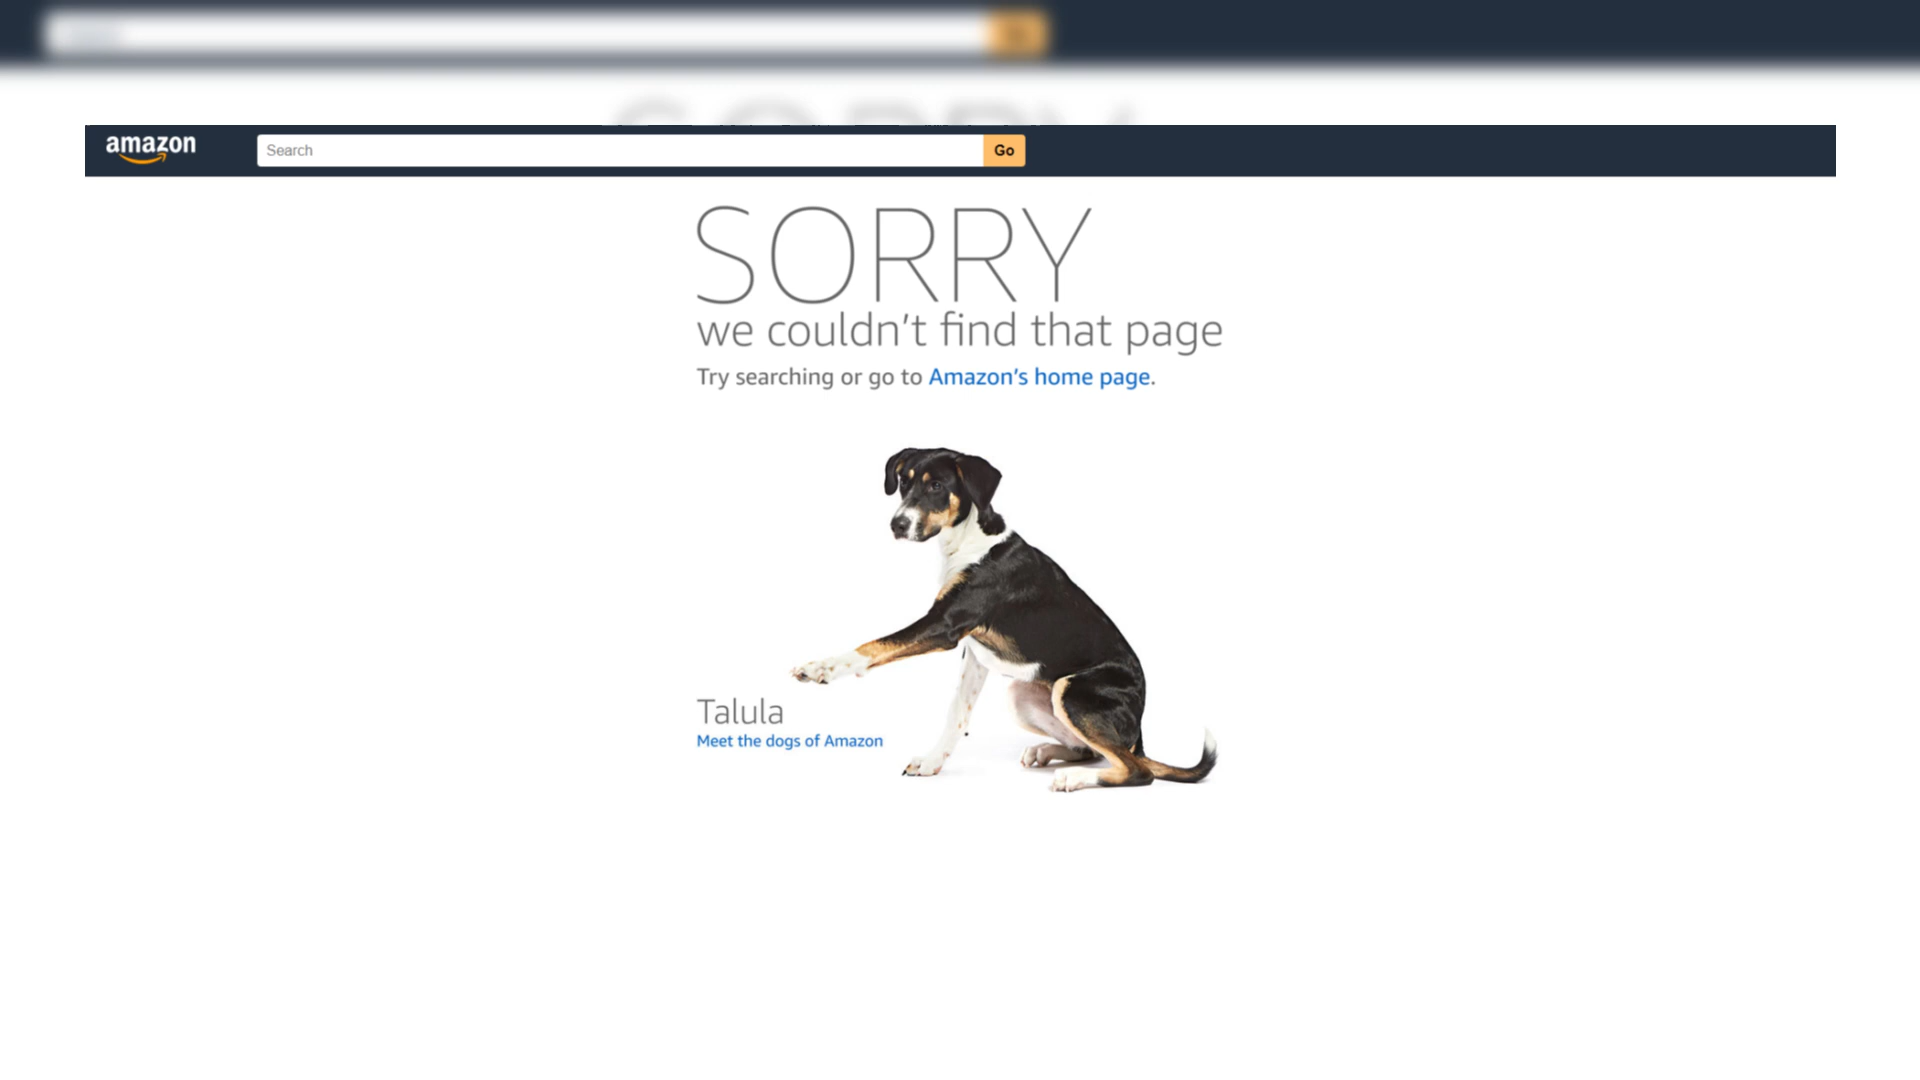 amazon
Search
Go
SORRY
we couldn't find that page
Try searching or go to Amazon's home page.
Talula
Meet the dogs of Amazon